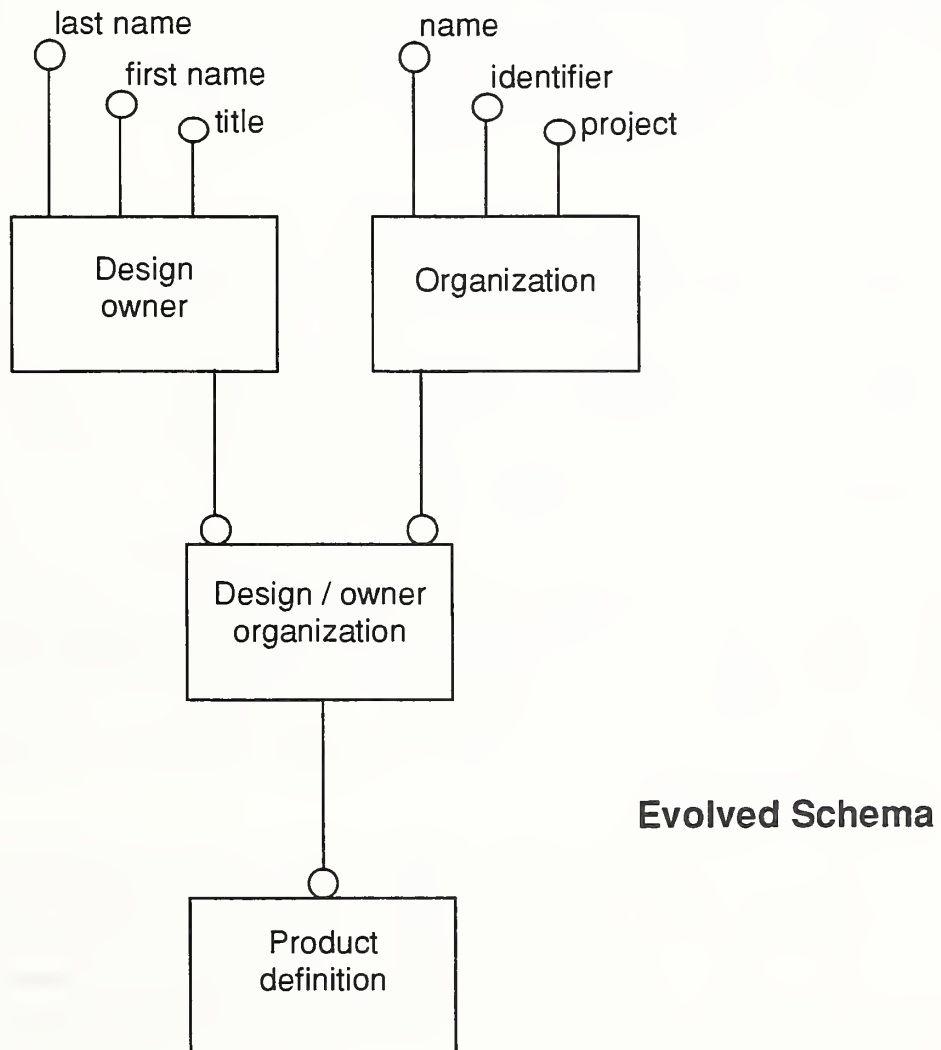 last name
first name
title
name
identifier
project
Design
owner
Organization
Design / owner
organization
Evolved Schema
Product
definition